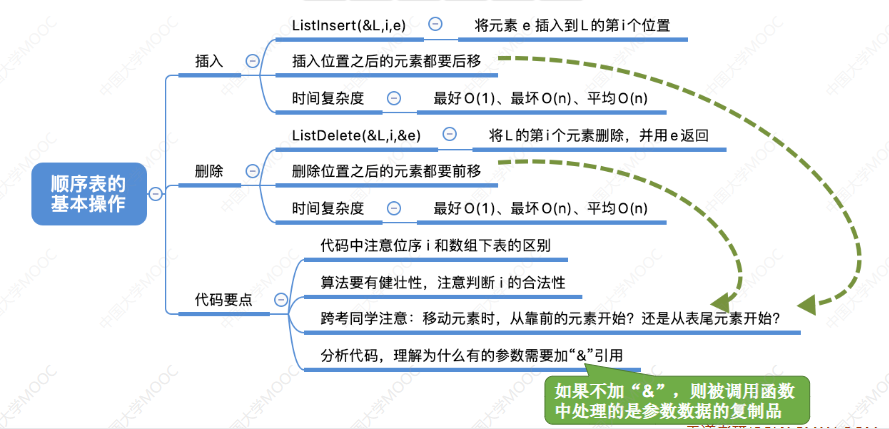 顺序表的
基本操作
插入
ListInsert(&L,i,e)
将元素 e 插入到L的第i个位置
插入位置之后的元素都要后移
时间复杂度
最好O(1)、最坏O(n)、平均O(n)
删除
ListDelete(&L,i,&e)
将L的第i个元素删除，并用e返回
删除位置之后的元素都要前移
时间复杂度
最好O(1)、最坏O(n)、平均O(n)
代码要点
代码中注意位序 i 和数组下表的区别
算法要有健壮性，注意判断 i 的合法性
跨考同学注意：移动元素时，从靠前的元素开始？还是从表尾元素开始？
分析代码，理解为什么有的参数需要加“&”引用
如果不加“&”，则被调用函数
中处理的是参数数据的复制品
中国大学MOOC